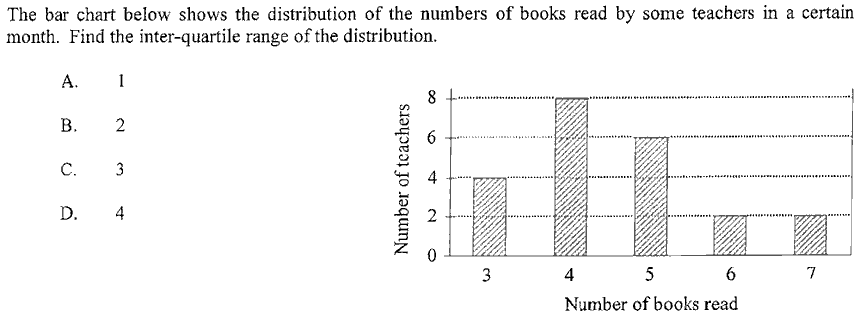 The bar chart below shows the distribution of the numbers of books read by some teachers in a certain
month. Find the inter-quartile range of the distribution.
A. 1
B. 2
C. 3
D. 4
Number of teachers
8
6
4
2
0
3 4 5 6 7
Number of books read